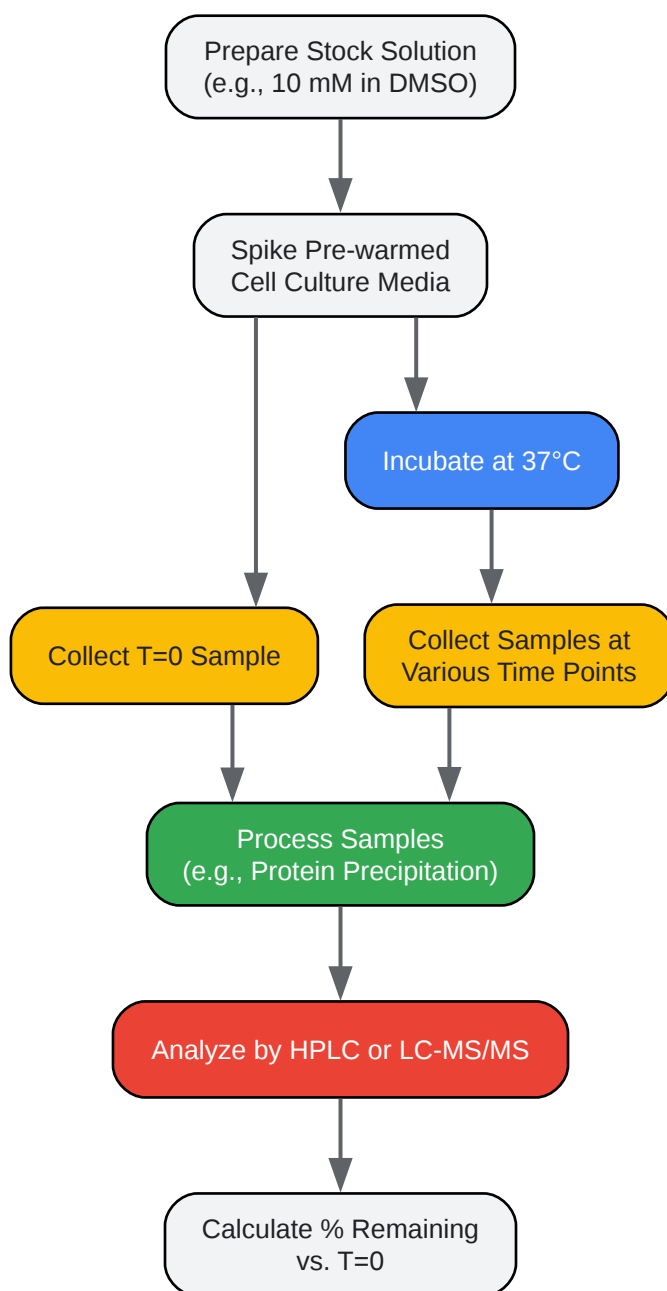 Prepare Stock Solution
(e.g., 10 mM in DMSO)
Spike Pre-warmed
Cell Culture Media
Incubate at 37°C
Collect T=0 Sample
Collect Samples at
Various Time Points
Process Samples
(e.g., Protein Precipitation)
Analyze by HPLC or LC-MS/MS
Calculate % Remaining
vs. T=0